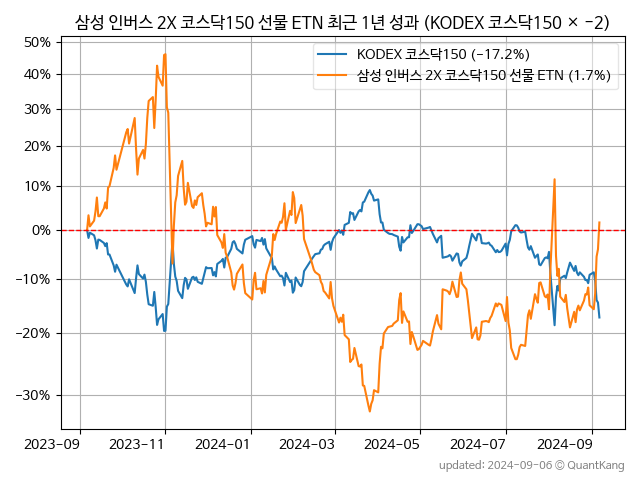 삼성 인버스 2X 코스닥150 선물 ETN 최근 1년 성과 (KODEX 코스닥150 × −2)
KODEX 코스닥150 (−17.2%)
삼성 인버스 2X 코스닥150 선물 ETN (1.7%)
50%
40%
30%
20%
10%
0%
−10%
−20%
−30%
2023-09 2023-11 2024-01 2024-03 2024-05 2024-07 2024-09
updated: 2024-09-06 © QuantKang